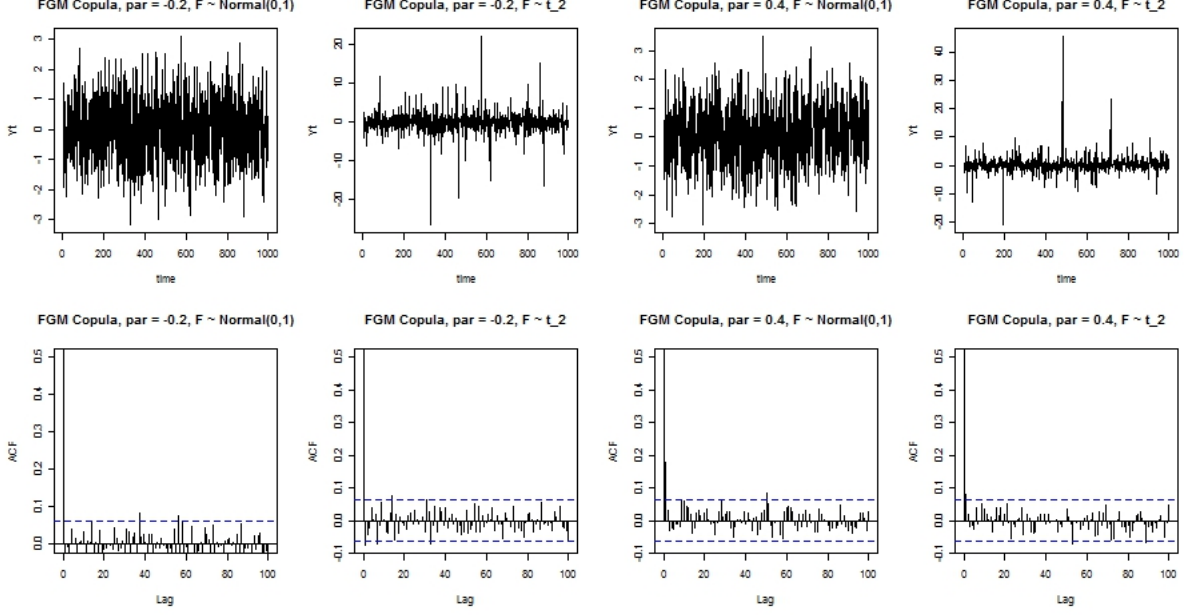 FGM Copula, par = -0.2, F ~ Normal(0,1) FGM Copula, par = -0.2, F ~ t_2 FGM Copula, par = 0.4, F ~ Normal(0,1) FGM Copula, par = 0.4, F ~ t_2
Yt
3
2
1
0
-1
-2
-3
0 200 400 600 800 1000
time
Yt
20
10
0
-10
-20
0 200 400 600 800 1000
time
Yt
3
2
1
0
-1
-2
-3
0 200 400 600 800 1000
time
Yt
40
30
20
10
0
-10
-20
0 200 400 600 800 1000
time
FGM Copula, par = -0.2, F ~ Normal(0,1) FGM Copula, par = -0.2, F ~ t_2 FGM Copula, par = 0.4, F ~ Normal(0,1) FGM Copula, par = 0.4, F ~ t_2
ACF
0.5
0.4
0.3
0.2
0.1
0.0
0 20 40 60 80 100
Lag
ACF
0.5
0.4
0.3
0.2
0.1
0.0
-0.1
0 20 40 60 80 100
Lag
ACF
0.5
0.4
0.3
0.2
0.1
0.0
-0.1
0 20 40 60 80 100
Lag
ACF
0.5
0.4
0.3
0.2
0.1
0.0
-0.1
0 20 40 60 80 100
Lag